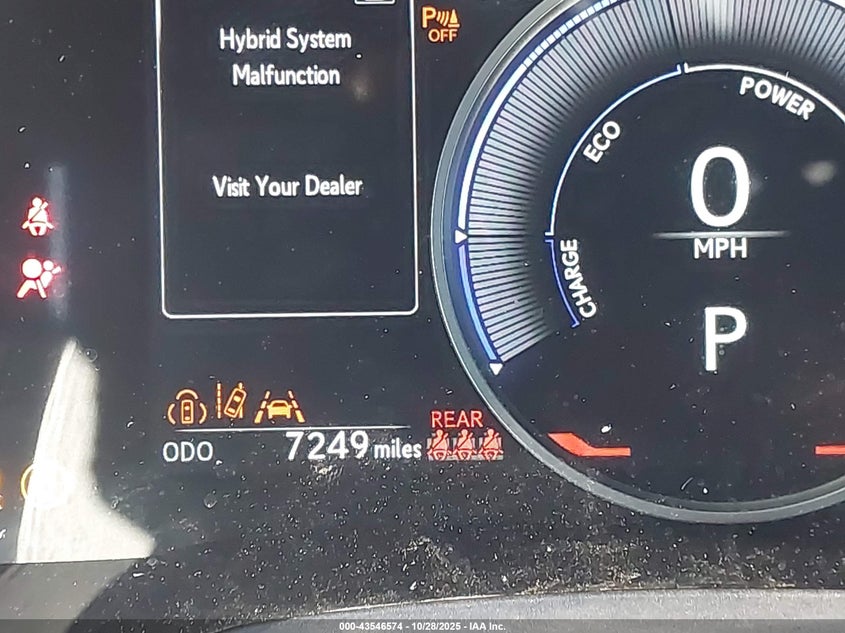 Hybrid System
Malfunction
Visit Your Dealer
P
OFF
POWER
ECO
CHARGE
0
MPH
P
ODO 7249 miles
REAR
000-43546574 - 10/28/2025 - IAA Inc.